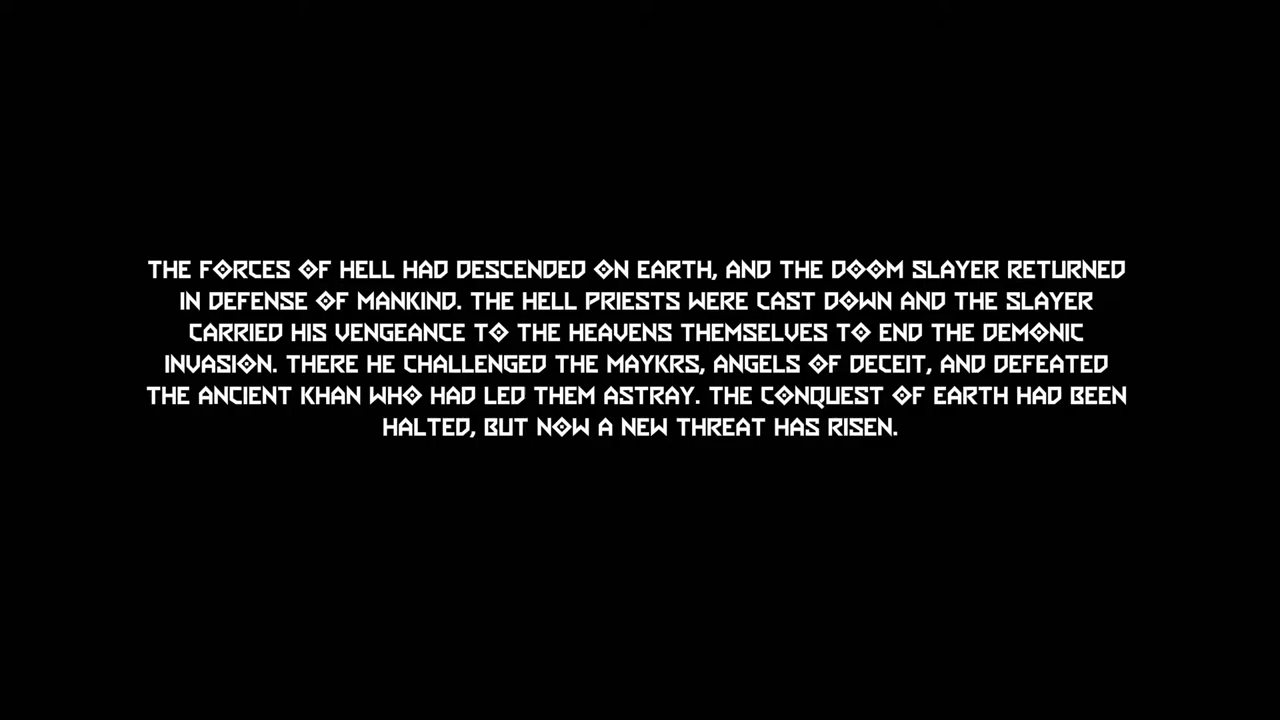 THE FORCES OF HELL HAD DESCENDED ON EARTH, AND THE DOOM SLAYER RETURNED
IN DEFENSE OF MANKIND. THE HELL PRIESTS WERE CAST DOWN AND THE SLAYER
CARRIED HIS VENGEANCE TO THE HEAVENS THEMSELVES TO END THE DEMONIC
INVASION. THERE HE CHALLENGED THE MAYKRS, ANGELS OF DECEIT, AND DEFEATED
THE ANCIENT KHAN WHO HAD LED THEM ASTRAY. THE CONQUEST OF EARTH HAD BEEN
HALTED, BUT NOW A NEW THREAT HAS RISEN.